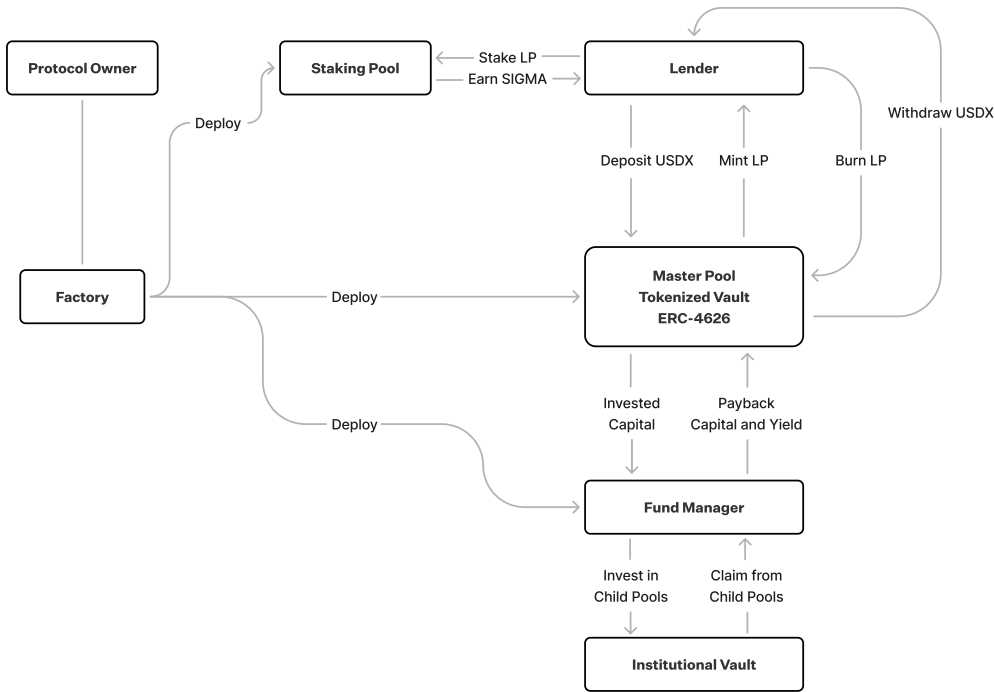 Protocol Owner
Staking Pool
Stake LP
Earn SIGMA
Lender
Withdraw USDX
Deploy
Deposit USDX
Mint LP
Burn LP
Factory
Deploy
Master Pool
Tokenized Vault
ERC-4626
Invested
Capital
Payback
Capital and Yield
Deploy
Fund Manager
Invest in
Child Pools
Claim from
Child Pools
Institutional Vault